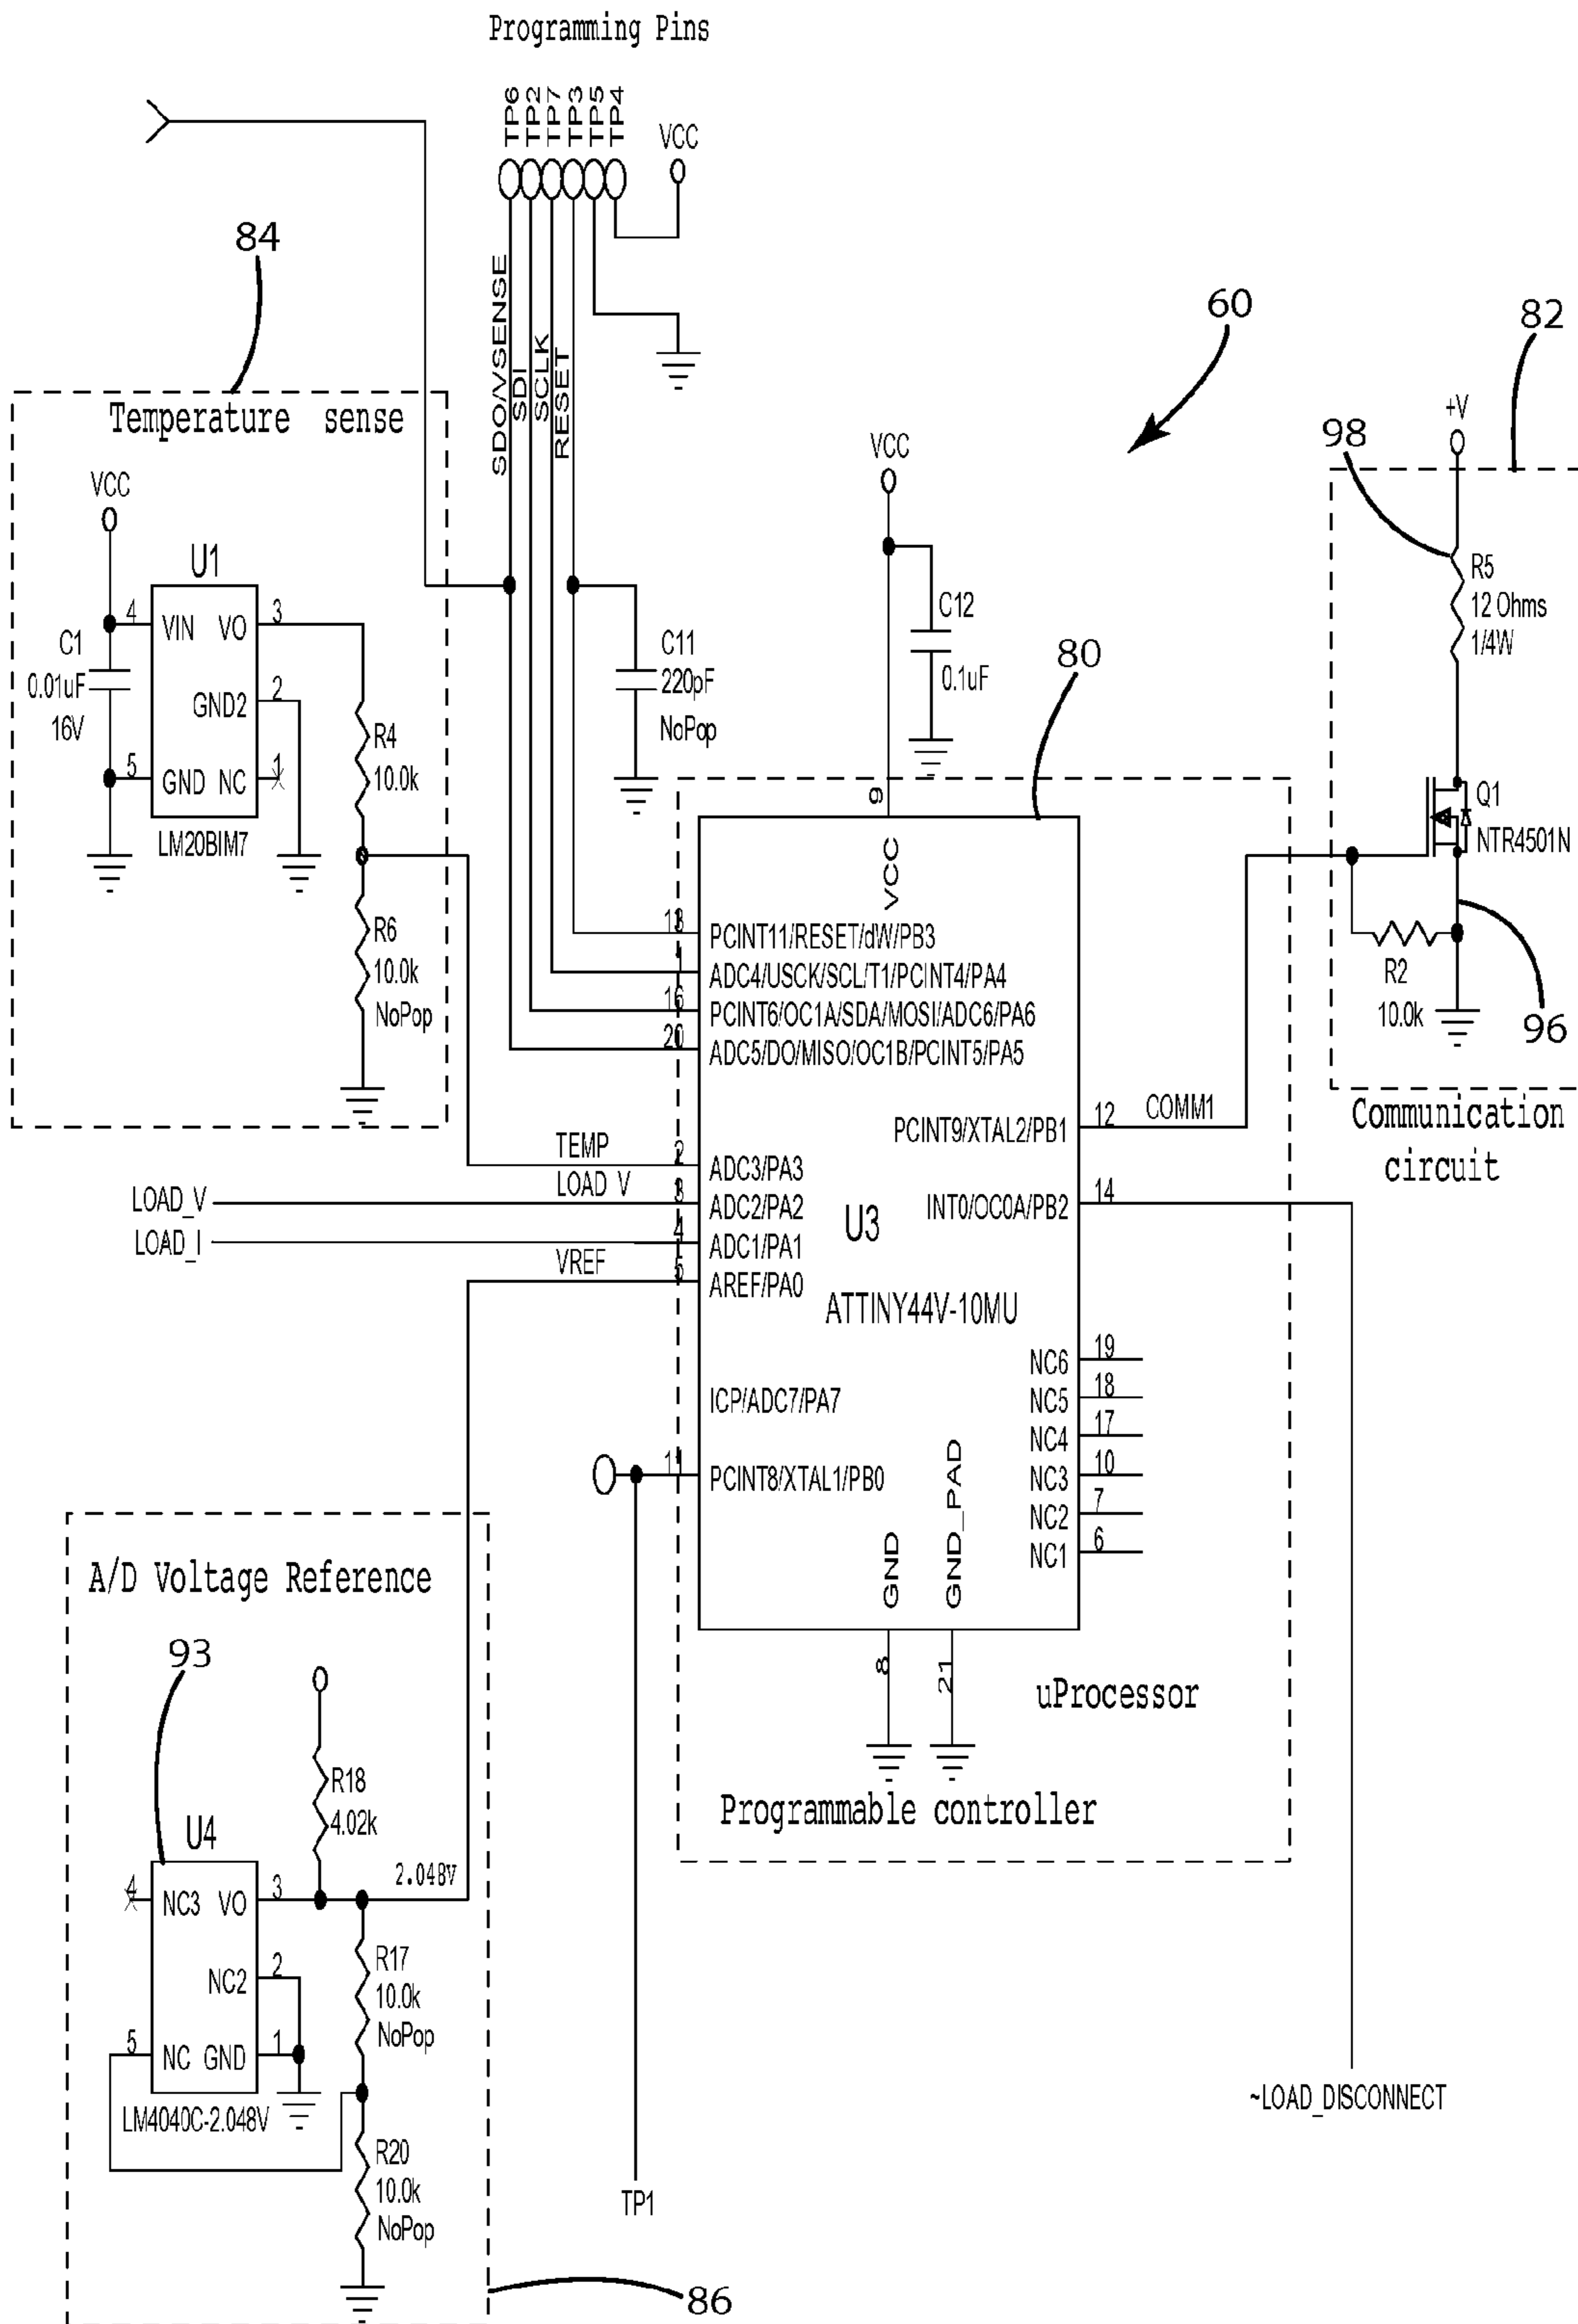 Programming Pins
TP6
TP2
TP7
TP3
TP5
TP4
VCC
84
SDO/VSENSE
SDI
SCLK
RESET
60
82
Temperature sense
VCC
U1
4 VIN VO 3
C1
0.01uF
16V
GND2 2
5 GND NC 1
LM20BIM7
R4
10.0k
R6
10.0k
NoPop
C11
220pF
NoPop
VCC
C12
0.1uF
80
98
+V
R5
12 Ohms
1/4W
Q1
NTR4501N
R2
10.0k
96
Communication
circuit
9
VCC
13 PCINT11/RESET/dW/PB3
1 ADC4/USCK/SCL/T1/PCINT4/PA4
16 PCINT6/OC1A/SDA/MOSI/ADC6/PA6
20 ADC5/DO/MISO/OC1B/PCINT5/PA5
PCINT9/XTAL2/PB1 12 COMM1
TEMP 2 ADC3/PA3
LOAD_V LOAD V 3 ADC2/PA2
INT0/OC0A/PB2 14
LOAD_I 4 ADC1/PA1
VREF 5 AREF/PA0
U3
ATTINY44V-10MU
NC6 19
ICP/ADC7/PA7
NC5 18
NC4 17
11 PCINT8/XTAL1/PB0
NC3 10
NC2 7
NC1 6
GND
GND_PAD
8
21
uProcessor
Programmable controller
A/D Voltage Reference
93
R18
4.02k
U4
2.048V
4 NC3 VO 3
NC2 2
5 NC GND 1
LM4040C-2.048V
R17
10.0k
NoPop
R20
10.0k
NoPop
~LOAD_DISCONNECT
TP1
86